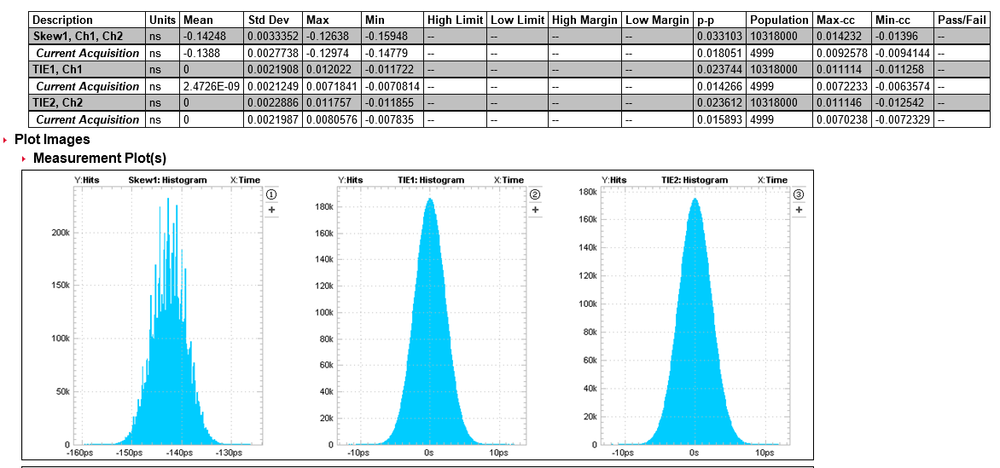 Description Units Mean Std Dev Max Min High Limit Low Limit High Margin Low Margin p-p Population Max-cc Min-cc Pass/Fail
Skew1, Ch1, Ch2 ns -0.14248 0.0033352 -0.12638 -0.15948 -- -- -- -- 0.033103 10318000 0.014232 -0.01396 --
Current Acquisition ns -0.1388 0.0027738 -0.12974 -0.14779 -- -- -- -- 0.018051 4999 0.0092578 -0.0094144 --
TIE1, Ch1 ns 0 0.0021908 0.012022 -0.011722 -- -- -- -- 0.023744 10318000 0.011114 -0.011258 --
Current Acquisition ns 2.4726E-09 0.0021249 0.0071841 -0.0070814 -- -- -- -- 0.014266 4999 0.0072233 -0.0063574 --
TIE2, Ch2 ns 0 0.0022886 0.011757 -0.011855 -- -- -- -- 0.023612 10318000 0.011146 -0.012542 --
Current Acquisition ns 0 0.0021987 0.0080576 -0.007835 -- -- -- -- 0.015893 4999 0.0070238 -0.0072329 --
Plot Images
Measurement Plot(s)
Y:Hits Skew1: Histogram X:Time
①
+
200k
150k
100k
50k
0
-160ps -150ps -140ps -130ps
Y:Hits TIE1: Histogram X:Time
②
+
180k
160k
140k
120k
100k
80k
60k
40k
20k
0
-10ps 0s 10ps
Y:Hits TIE2: Histogram X:Time
③
+
180k
160k
140k
120k
100k
80k
60k
40k
20k
0
-10ps 0s 10ps